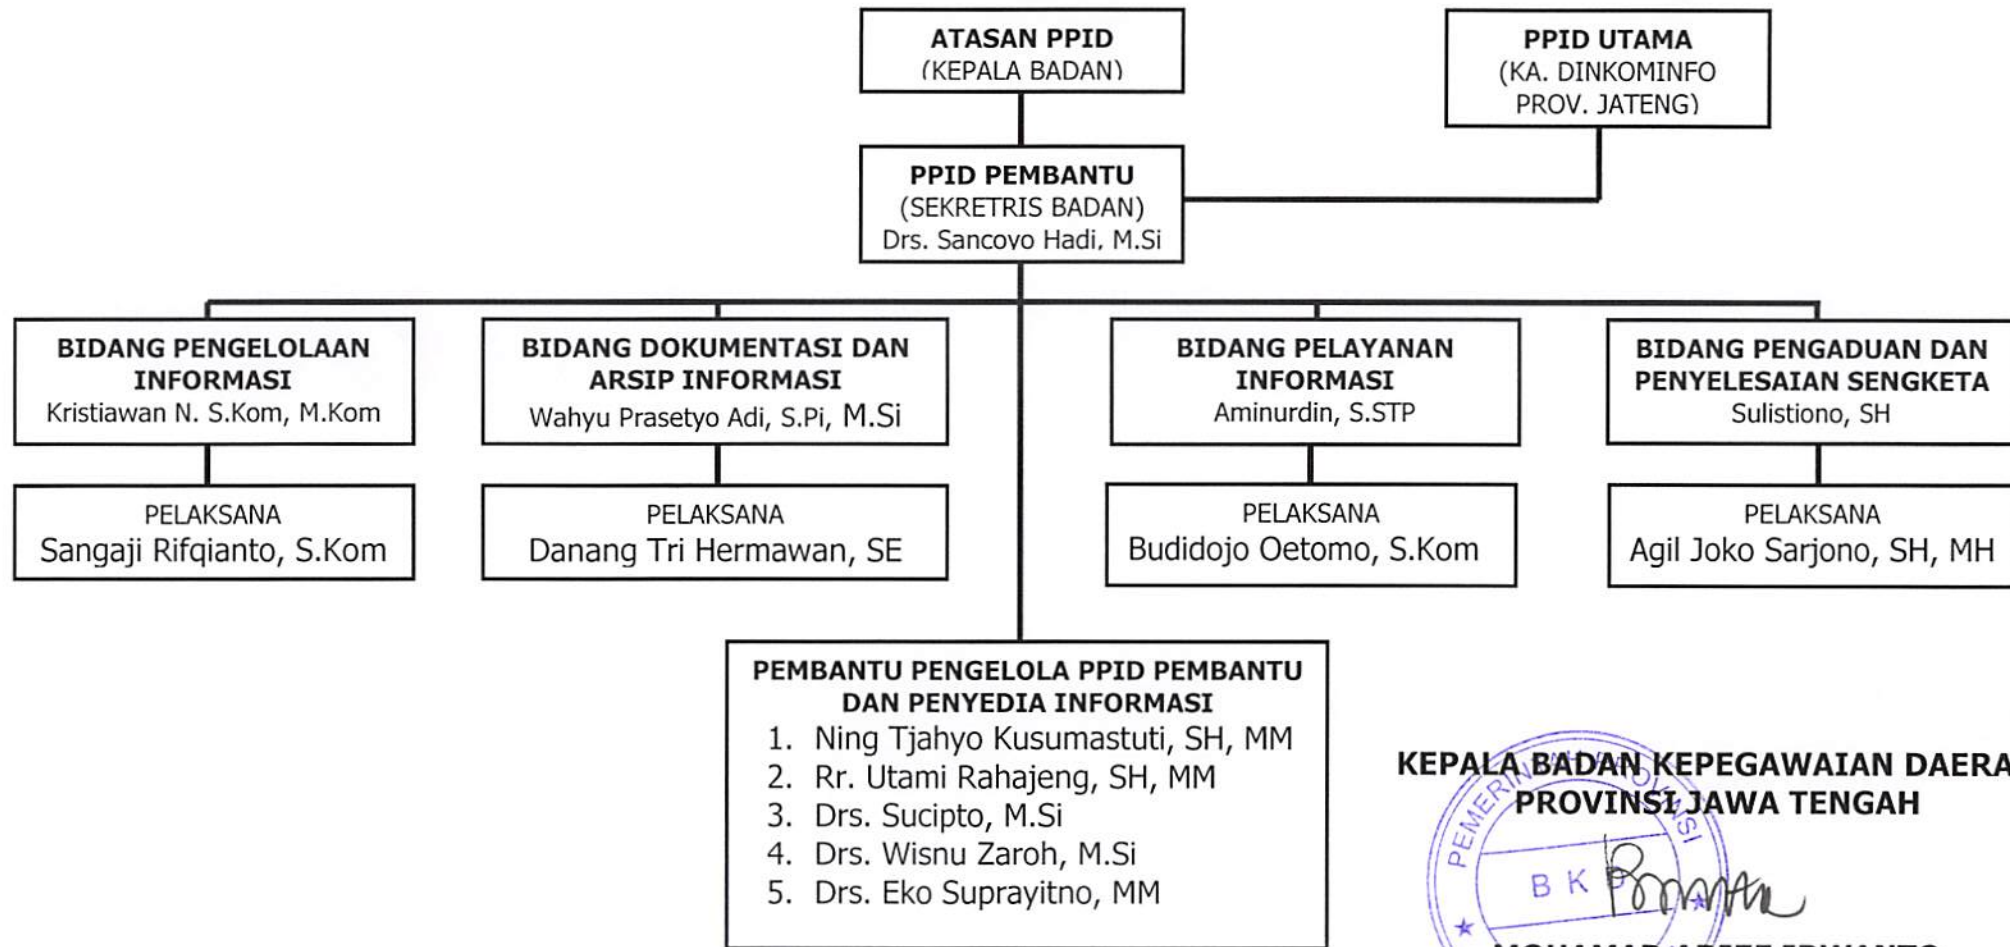 ATASAN PPID
(KEPALA BADAN)
PPID UTAMA
(KA. DINKOMINFO
PROV. JATENG)
PPID PEMBANTU
(SEKRETRIS BADAN)
Drs. Sancoyo Hadi, M.Si
BIDANG PENGELOLAAN
INFORMASI
Kristiawan N. S.Kom, M.Kom
BIDANG DOKUMENTASI DAN
ARSIP INFORMASI
Wahyu Prasetyo Adi, S.Pi, M.Si
BIDANG PELAYANAN
INFORMASI
Aminurdin, S.STP
BIDANG PENGADUAN DAN
PENYELESAIAN SENGKETA
Sulistiono, SH
PELAKSANA
Sangaji Rifqianto, S.Kom
PELAKSANA
Danang Tri Hermawan, SE
PELAKSANA
Budidojo Oetomo, S.Kom
PELAKSANA
Agil Joko Sarjono, SH, MH
PEMBANTU PENGELOLA PPID PEMBANTU
DAN PENYEDIA INFORMASI
1. Ning Tjahyo Kusumastuti, SH, MM
2. Rr. Utami Rahajeng, SH, MM
3. Drs. Sucipto, M.Si
4. Drs. Wisnu Zaroh, M.Si
5. Drs. Eko Suprayitno, MM
KEPALA BADAN KEPEGAWAIAN DAERA
PROVINSI JAWA TENGAH
PEMERINTAH PROVINSI
B K D